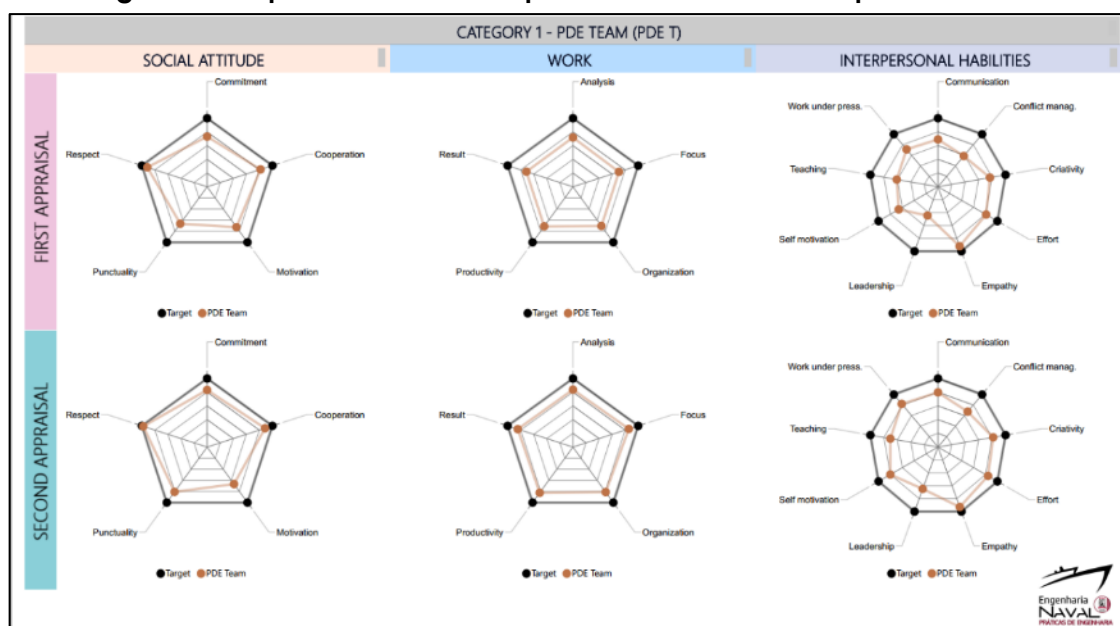 CATEGORY 1 - PDE TEAM (PDE T)
SOCIAL ATTITUDE
WORK
INTERPERSONAL HABILITIES
FIRST APPRAISAL
Commitment
Respect
Cooperation
Punctuality
Motivation
Target PDE Team
Analysis
Result
Focus
Productivity
Organization
Target PDE Team
Communication
Work under press.
Conflict manag.
Teaching
Criativity
Self motivation
Effort
Leadership
Empathy
Target PDE Team
SECOND APPRAISAL
Commitment
Respect
Cooperation
Punctuality
Motivation
Target PDE Team
Analysis
Result
Focus
Productivity
Organization
Target PDE Team
Communication
Work under press.
Conflict manag.
Teaching
Criativity
Self motivation
Effort
Leadership
Empathy
Target PDE Team
Engenharia
NAVAL
PRÁTICAS DE ENGENHARIA